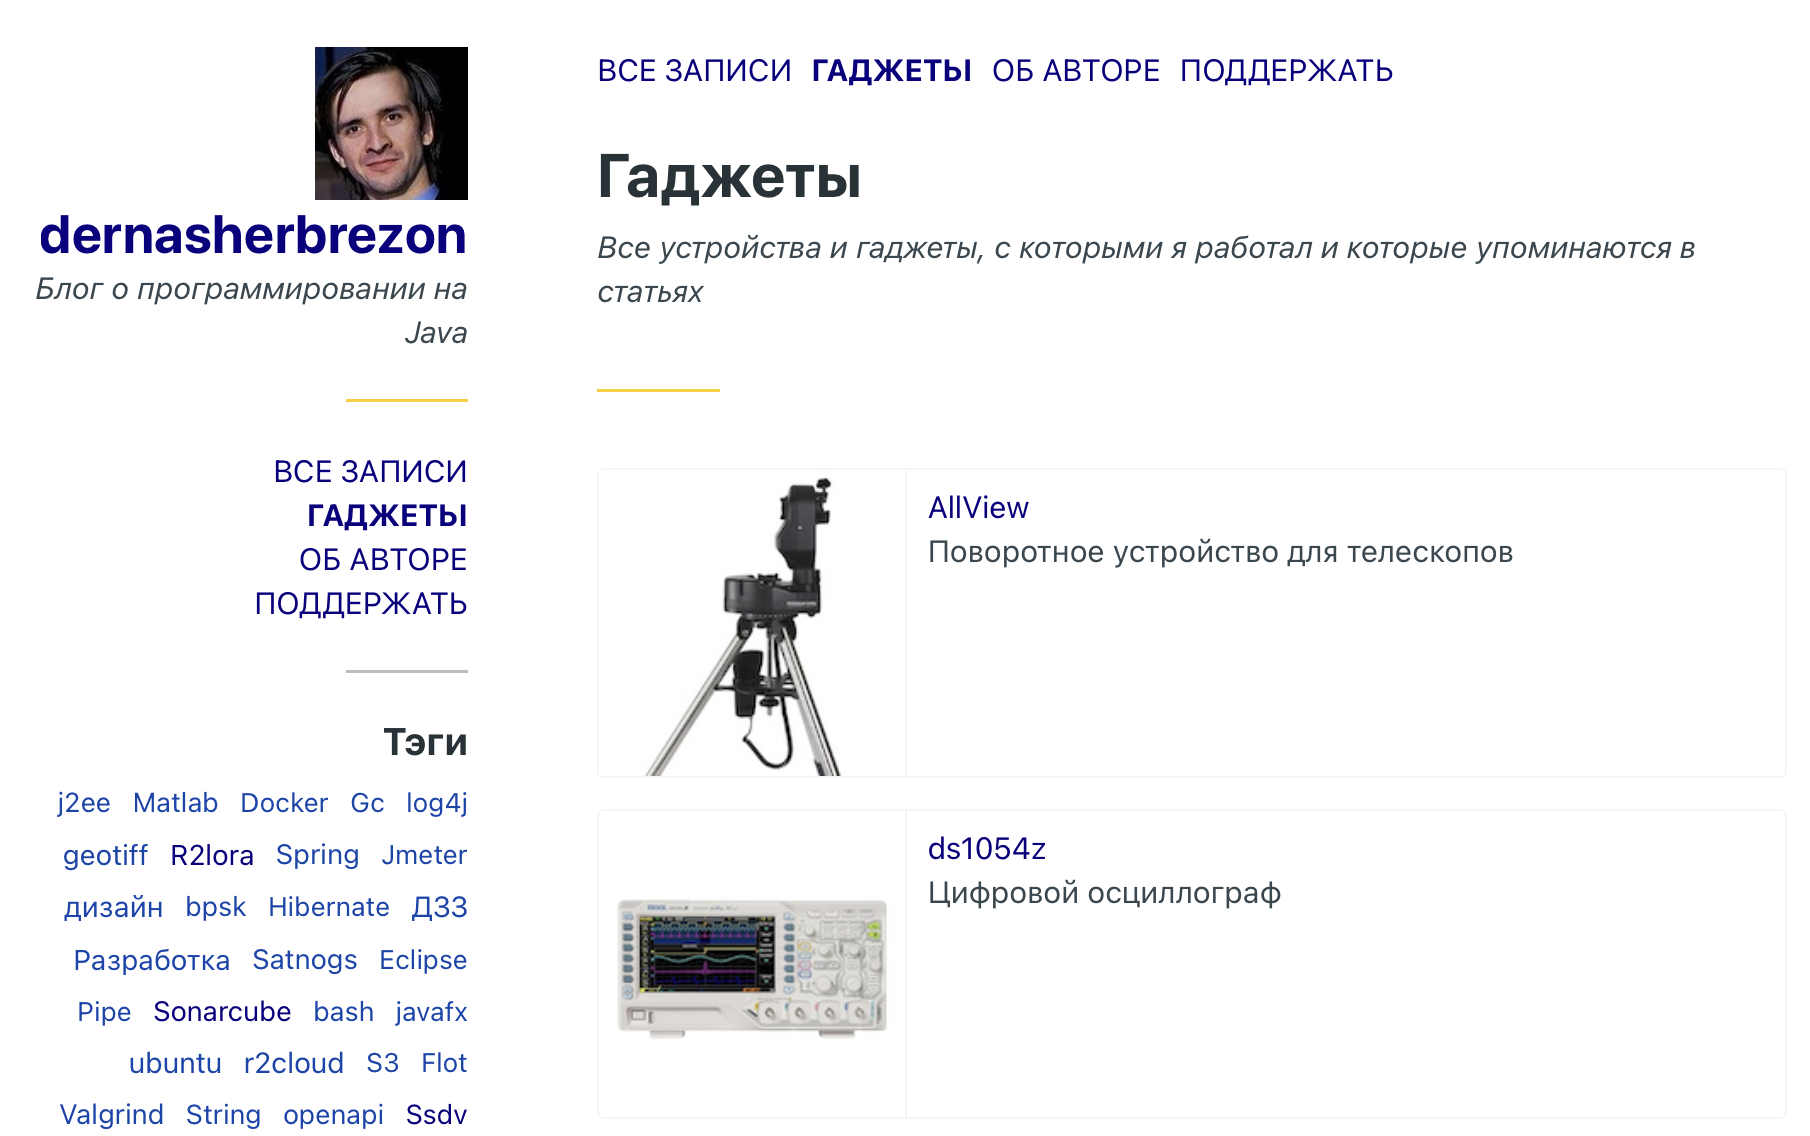 dernasherbrezon
Блог о программировании на
Java
ВСЕ ЗАПИСИ
ГАДЖЕТЫ
ОБ АВТОРЕ
ПОДДЕРЖАТЬ
Тэги
j2ee Matlab Docker Gc log4j
geotiff R2lora Spring Jmeter
дизайн bpsk Hibernate ДЗЗ
Разработка Satnogs Eclipse
Pipe Sonarcube bash javafx
ubuntu r2cloud S3 Flot
Valgrind String openapi Ssdv
ВСЕ ЗАПИСИ ГАДЖЕТЫ ОБ АВТОРЕ ПОДДЕРЖАТЬ
Гаджеты
Все устройства и гаджеты, с которыми я работал и которые упоминаются в
статьях
AllView
Поворотное устройство для телескопов
ds1054z
Цифровой осциллограф